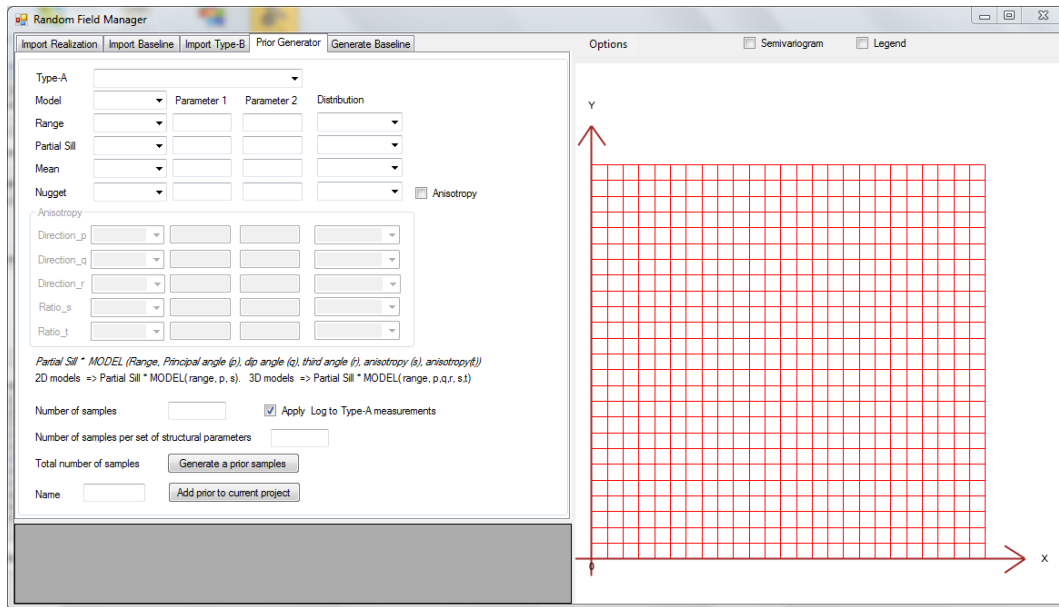 Random Field Manager
Import Realization Import Baseline Import Type-B Prior Generator Generate Baseline
Options Semivariogram Legend
Type-A
Model Parameter 1 Parameter 2 Distribution
Range
Partial Sill
Mean
Nugget Anisotropy
Anisotropy
Direction_p
Direction_q
Direction_r
Ratio_s
Ratio_t
Partial Sill * MODEL (Range, Principal angle (p), dip angle (q), third angle (r), anisotropy (s), anisotropy(t))
2D models => Partial Sill * MODEL( range, p, s). 3D models => Partial Sill * MODEL( range, p,q,r, s,t)
Number of samples Apply Log to Type-A measurements
Number of samples per set of structural parameters
Total number of samples Generate a prior samples
Name Add prior to current project
Y
X
0